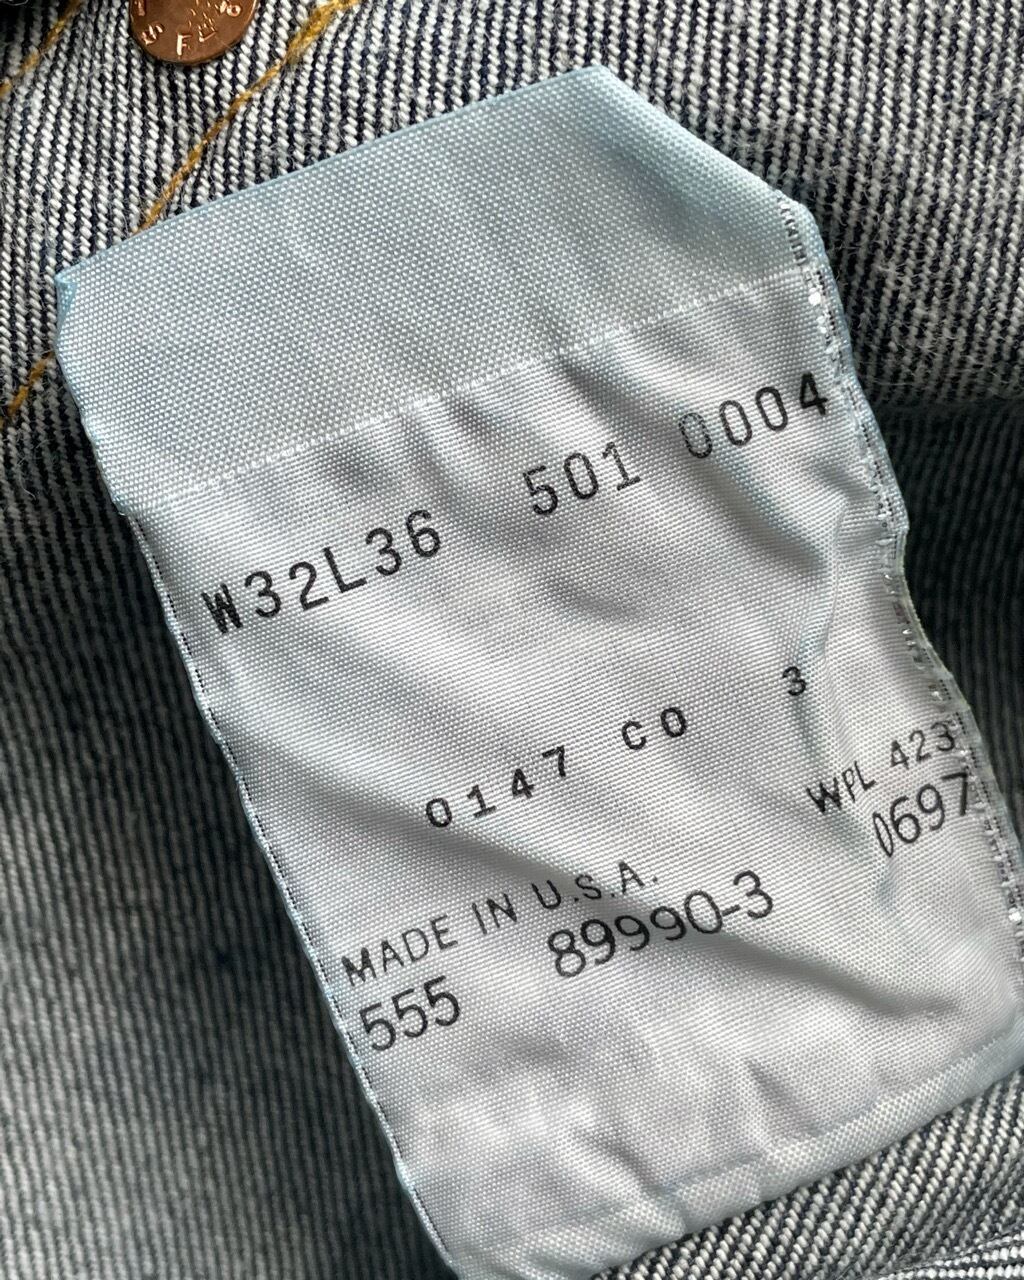 W32L36 501 0004
0147 CO 3
WPL 423
0697
MADE IN U.S.A.
555 89990-3